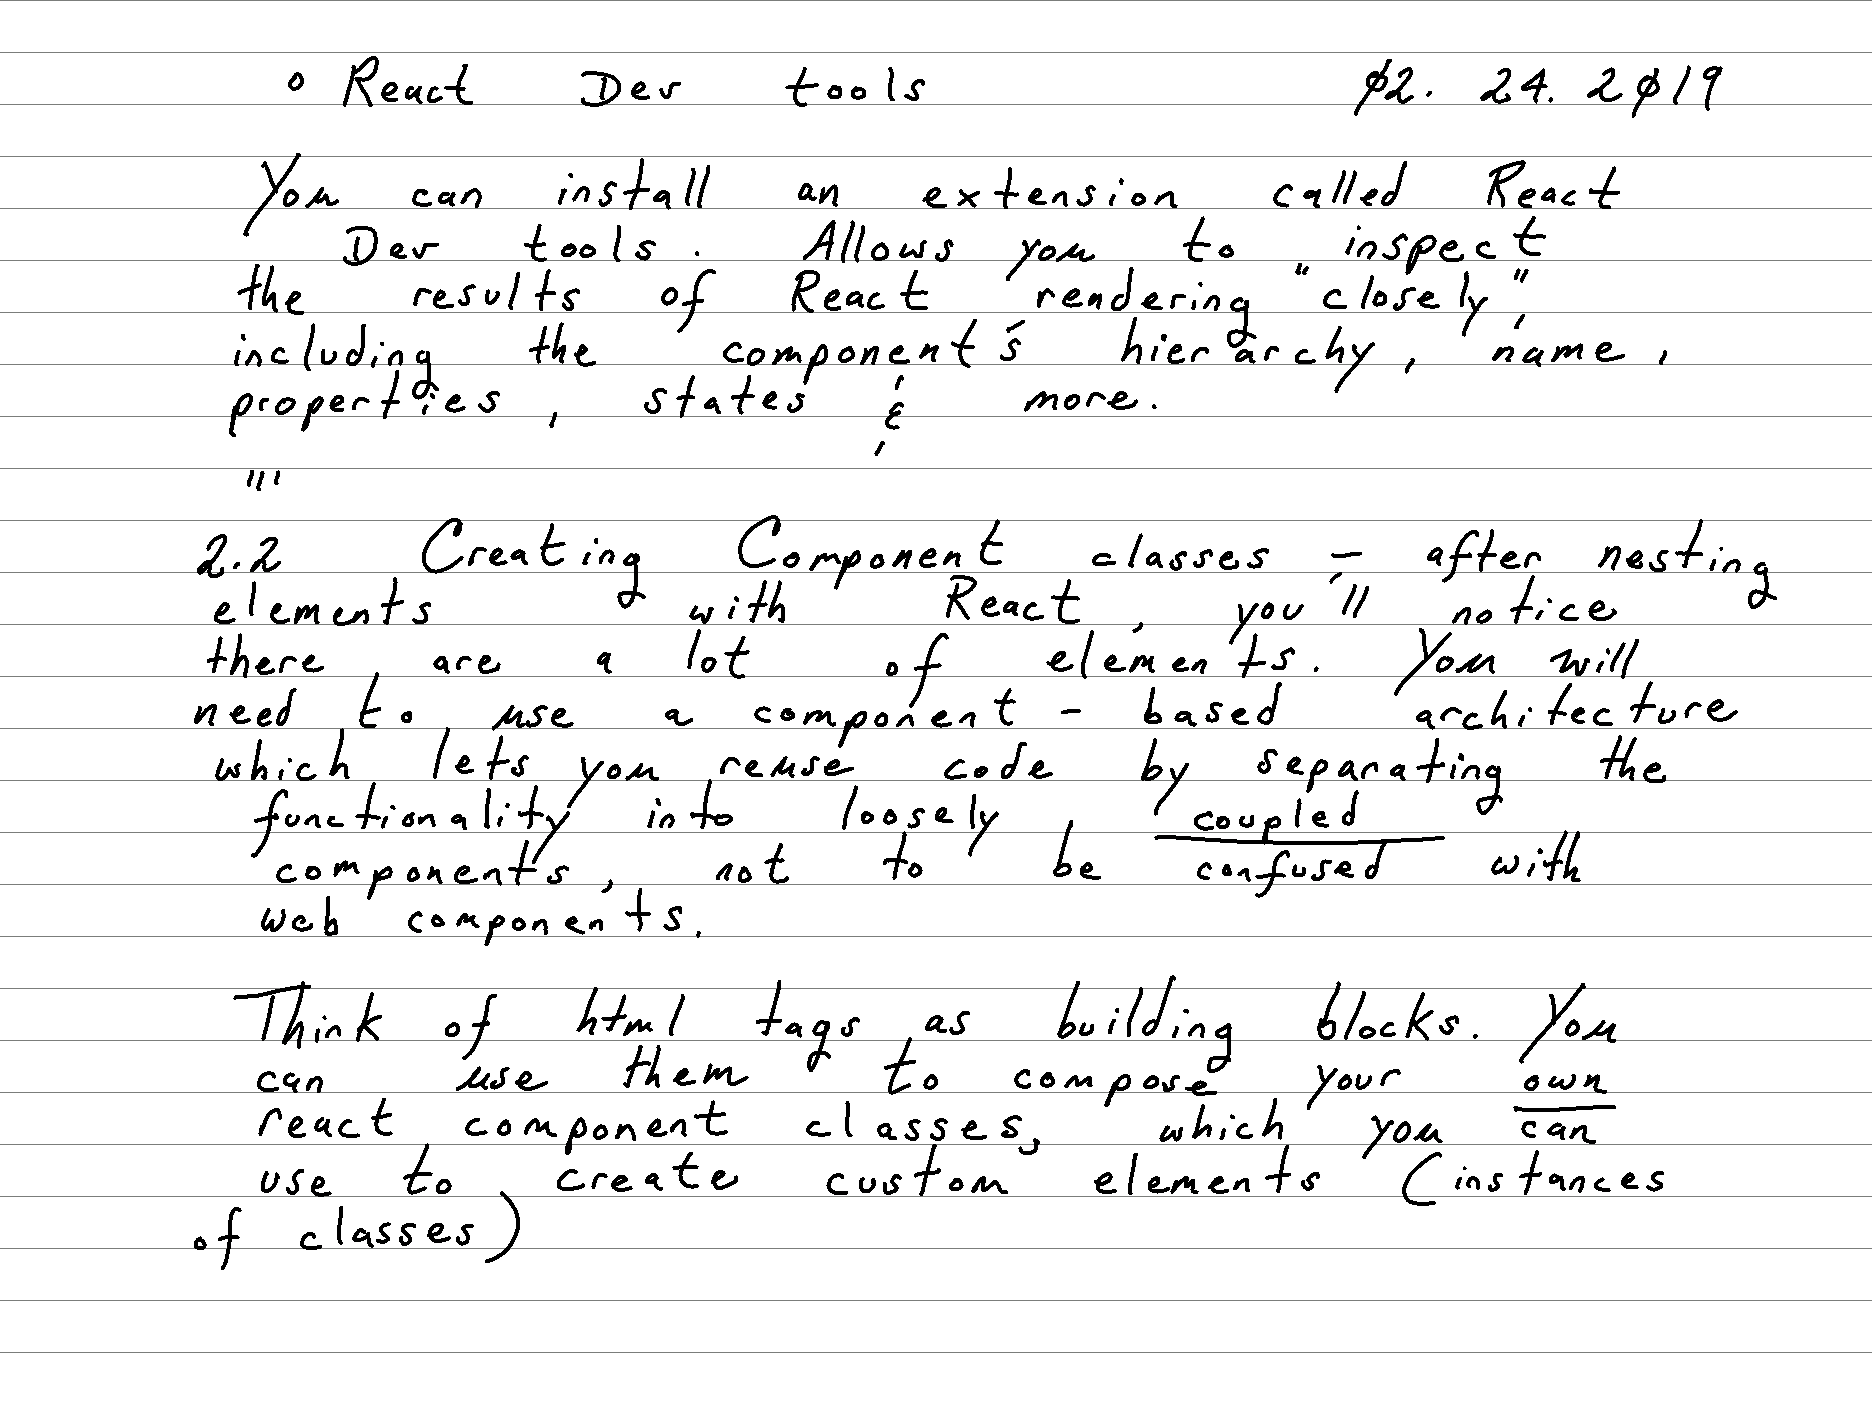 ° React Dev tools 02. 24. 2019
You can install an extension called React
Dev tools. Allows you to inspect
the results of React rendering "closely",
including the component's hierarchy, name,
properties, states & more.
'''
2.2 Creating Component classes - after nesting
elements with React, you'll notice
there are a lot of elements. You will
need to use a component-based architecture
which lets you reuse code by separating the
functionality into loosely coupled
components, not to be confused with
web components.
Think of html tags as building blocks. You
can use them to compose your own
react component classes, which you can
use to create custom elements (instances
of classes)